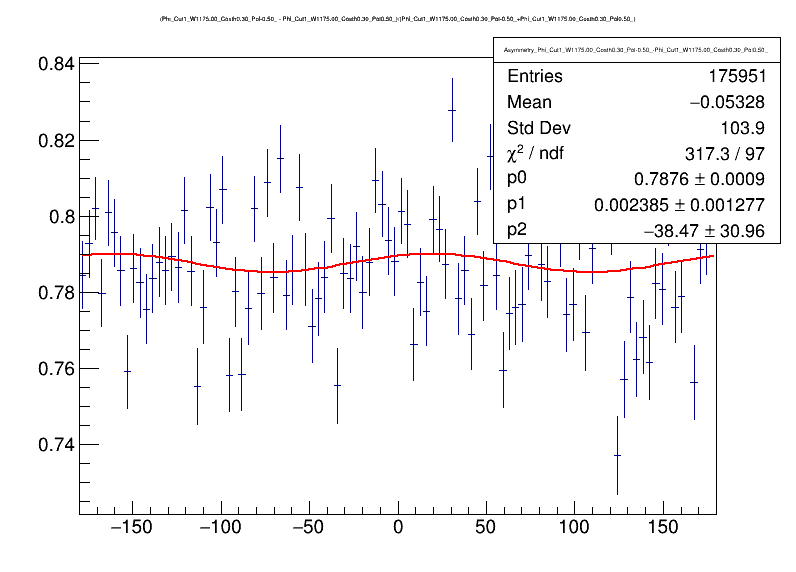 (Phi_Cut1_W1175.00_Costh0.30_Pol-0.50_ - Phi_Cut1_W1175.00_Costh0.30_Pol0.50_)/(Phi_Cut1_W1175.00_Costh0.30_Pol-0.50_+Phi_Cut1_W1175.00_Costh0.30_Pol0.50_)
Asymmetry_Phi_Cut1_W1175.00_Costh0.30_Pol-0.50_-Phi_Cut1_W1175.00_Costh0.30_Pol0.50_
Entries 175951
Mean −0.05328
Std Dev 103.9
χ² / ndf 317.3 / 97
p0 0.7876 ± 0.0009
p1 0.002385 ± 0.001277
p2 −38.47 ± 30.96
0.84
0.82
0.8
0.78
0.76
0.74
−150 −100 −50 0 50 100 150